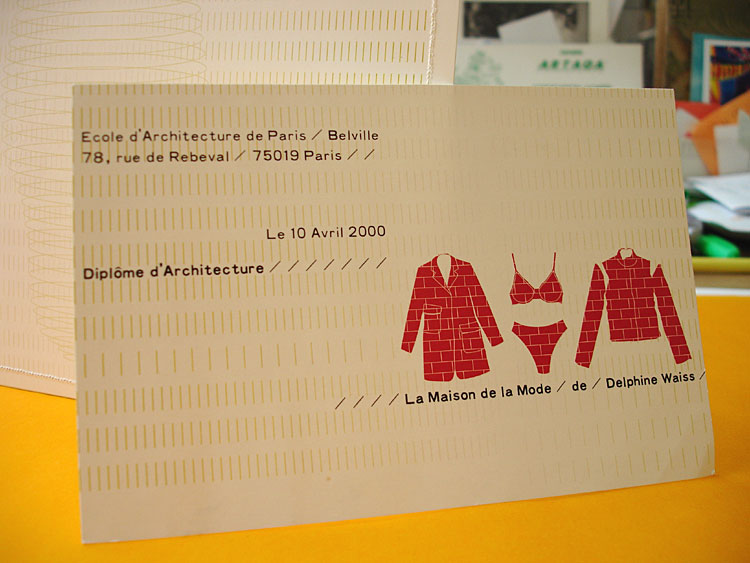 ARTAGA
Ecole d'Architecture de Paris / Belville
78, rue de Rebeval / 75019 Paris / /
Le 10 Avril 2000
Diplôme d'Architecture / / / / / / /
/ / / / La Maison de la Mode / de / Delphine Waiss /